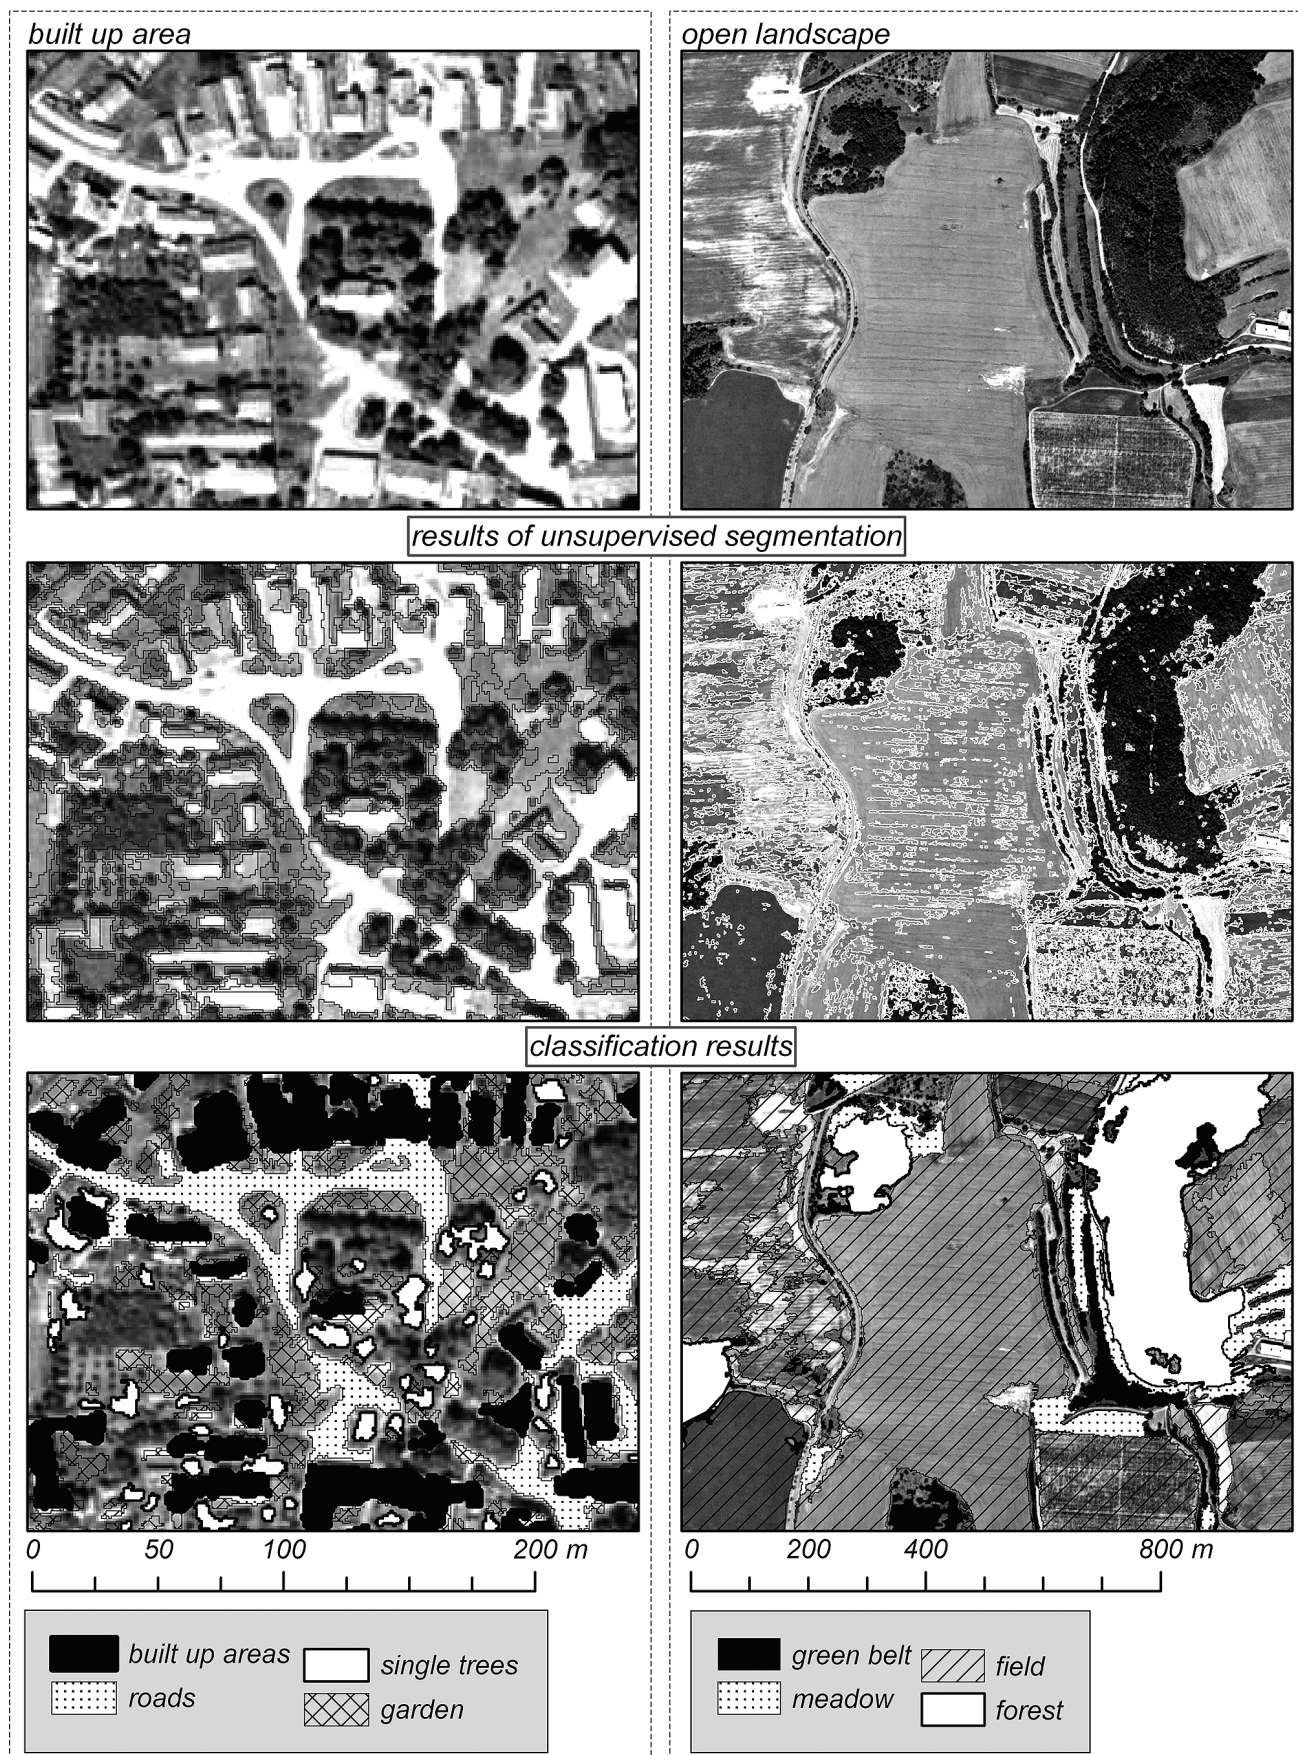 built up area
open landscape
results of unsupervised segmentation
classification results
0 50 100 200 m
0 200 400 800 m
built up areas
single trees
roads
garden
green belt
field
meadow
forest